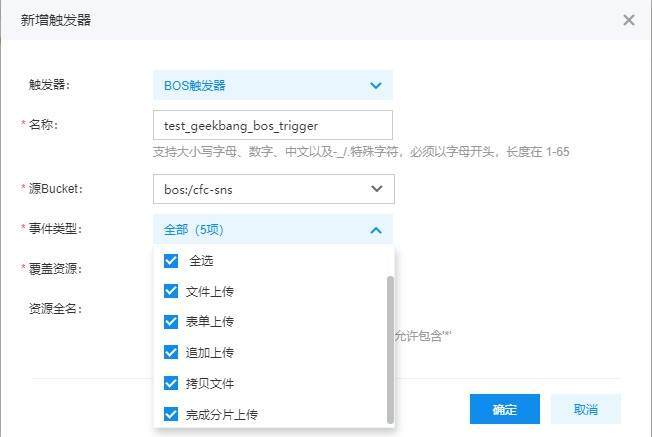 新增触发器
触发器： BOS触发器
* 名称： test_geekbang_bos_trigger
支持大小写字母、数字、中文以及-_/.特殊字符，必须以字母开头，长度在 1-65
* 源Bucket： bos:/cfc-sns
* 事件类型： 全部（5项）
全选
* 覆盖资源：
文件上传
资源全名：
表单上传
允许包含'*'
追加上传
拷贝文件
完成分片上传
确定 取消